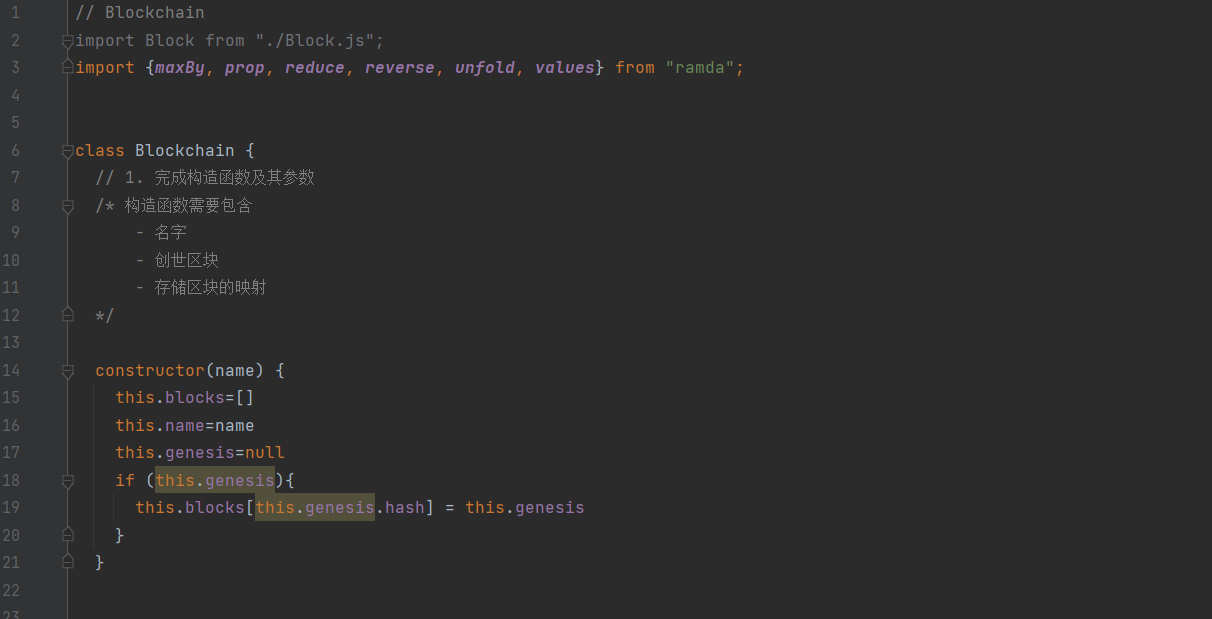 1 // Blockchain
2 import Block from "./Block.js";
3 import {maxBy, prop, reduce, reverse, unfold, values} from "ramda";
4
5
6 class Blockchain {
7 // 1. 完成构造函数及其参数
8 /* 构造函数需要包含
9 - 名字
10 - 创世区块
11 - 存储区块的映射
12 */
13
14 constructor(name) {
15 this.blocks=[]
16 this.name=name
17 this.genesis=null
18 if (this.genesis){
19 this.blocks[this.genesis.hash] = this.genesis
20 }
21 }
22
23